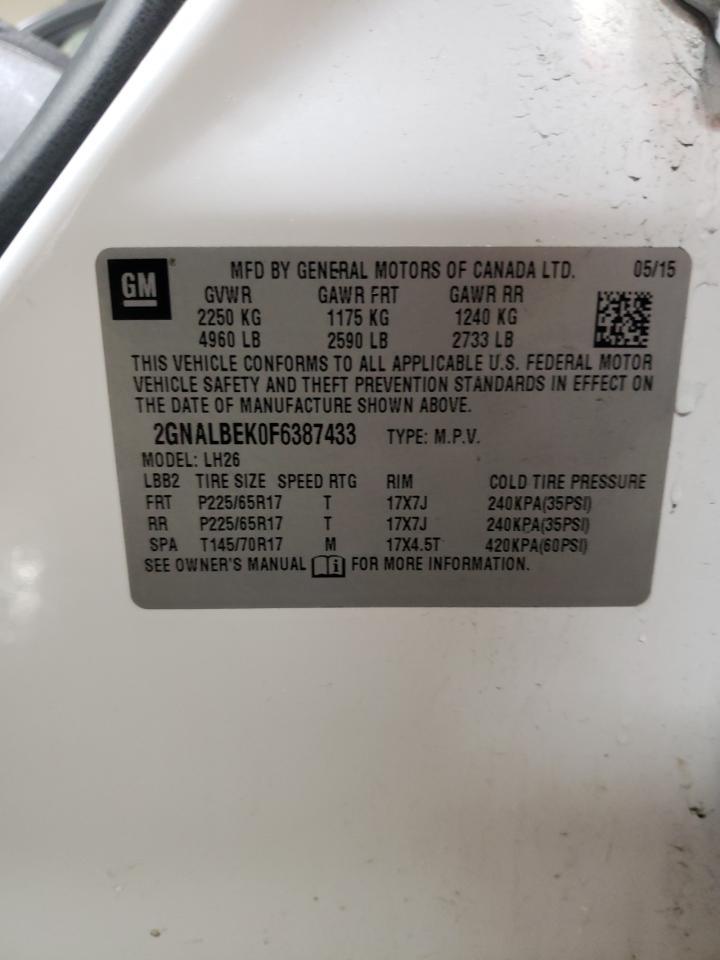 GM® MFD BY GENERAL MOTORS OF CANADA LTD. 05/15
GVWR GAWR FRT GAWR RR
2250 KG 1175 KG 1240 KG
4960 LB 2590 LB 2733 LB
THIS VEHICLE CONFORMS TO ALL APPLICABLE U.S. FEDERAL MOTOR
VEHICLE SAFETY AND THEFT PREVENTION STANDARDS IN EFFECT ON
THE DATE OF MANUFACTURE SHOWN ABOVE.
2GNALBEK0F6387433 TYPE: M.P.V.
MODEL: LH26
LBB2 TIRE SIZE SPEED RTG RIM COLD TIRE PRESSURE
FRT P225/65R17 T 17X7J 240KPA(35PSI)
RR P225/65R17 T 17X7J 240KPA(35PSI)
SPA T145/70R17 M 17X4.5T 420KPA(60PSI)
SEE OWNER'S MANUAL FOR MORE INFORMATION.